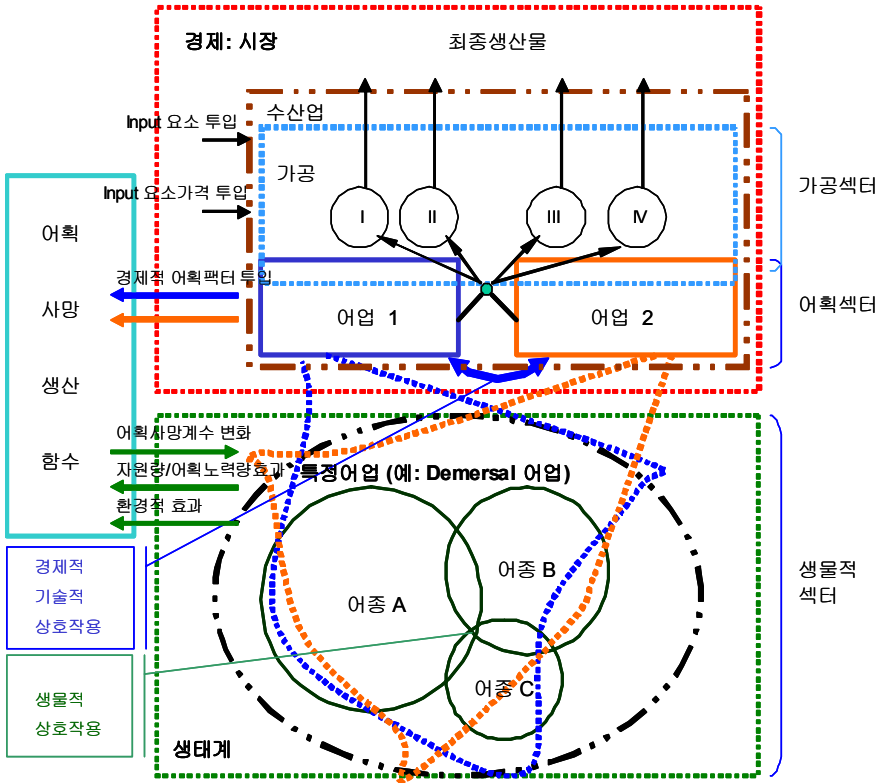 경제: 시장
최종생산물
수산업
Input 요소 투입
가공
Input 요소가격 투입
I
II
III
IV
가공섹터
어획
사망
생산
함수
경제적 어획팩터 투입
어업 1
어업 2
어획섹터
어획사망계수 변화
자원량/어획노력량효과
환경적 효과
특정어업 (예: Demersal 어업)
어종 A
어종 B
어종 C
생물적
섹터
경제적
기술적
상호작용
생물적
상호작용
생태계